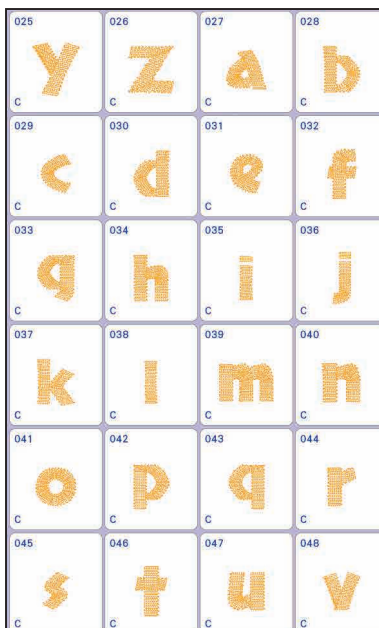 025 026 027 028
y z a b
C C C C
029 030 031 032
c d e f
C C C C
033 034 035 036
g h i j
C C C C
037 038 039 040
k l m n
C C C C
041 042 043 044
o p q r
C C C C
045 046 047 048
s t u v
C C C C